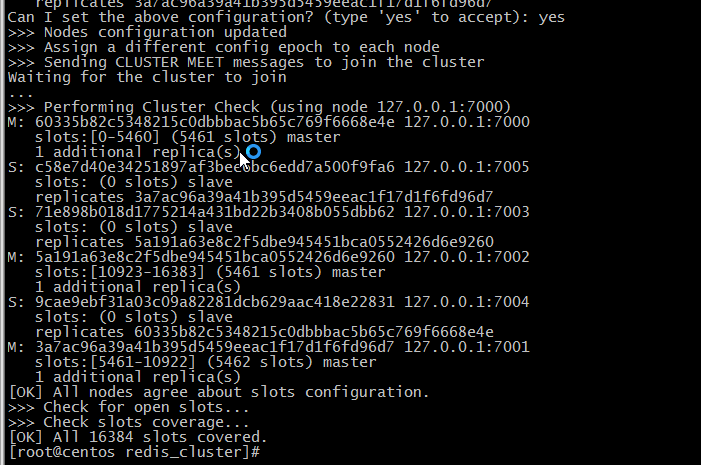 replicates 3a7ac96a39a41b395d5459eeac1f17d1f6fd96d7
Can I set the above configuration? (type 'yes' to accept): yes
>>> Nodes configuration updated
>>> Assign a different config epoch to each node
>>> Sending CLUSTER MEET messages to join the cluster
Waiting for the cluster to join
...
>>> Performing Cluster Check (using node 127.0.0.1:7000)
M: 60335b82c5348215c0dbbbac5b65c769f6668e4e 127.0.0.1:7000
slots:[0-5460] (5461 slots) master
1 additional replica(s)
S: 127.0.0.1:7005
slots: (0 slots) slave
replicates 3a7ac96a39a41b395d5459eeac1f17d1f6fd96d7
S: 71e898b018d1775214a431bd22b3408b055dbb62 127.0.0.1:7003
slots: (0 slots) slave
replicates 5a191a63e8c2f5dbe945451bca0552426d6e9260
M: 5a191a63e8c2f5dbe945451bca0552426d6e9260 127.0.0.1:7002
slots:[10923-16383] (5461 slots) master
1 additional replica(s)
S: 9cae9ebf31a03c09a82281dcb629aac418e22831 127.0.0.1:7004
slots: (0 slots) slave
replicates 60335b82c5348215c0dbbbac5b65c769f6668e4e
M: 3a7ac96a39a41b395d5459eeac1f17d1f6fd96d7 127.0.0.1:7001
slots:[5461-10922] (5462 slots) master
1 additional replica(s)
[OK] All nodes agree about slots configuration.
>>> Check for open slots...
>>> Check slots coverage...
[OK] All 16384 slots covered.
[root@centos redis_cluster]#